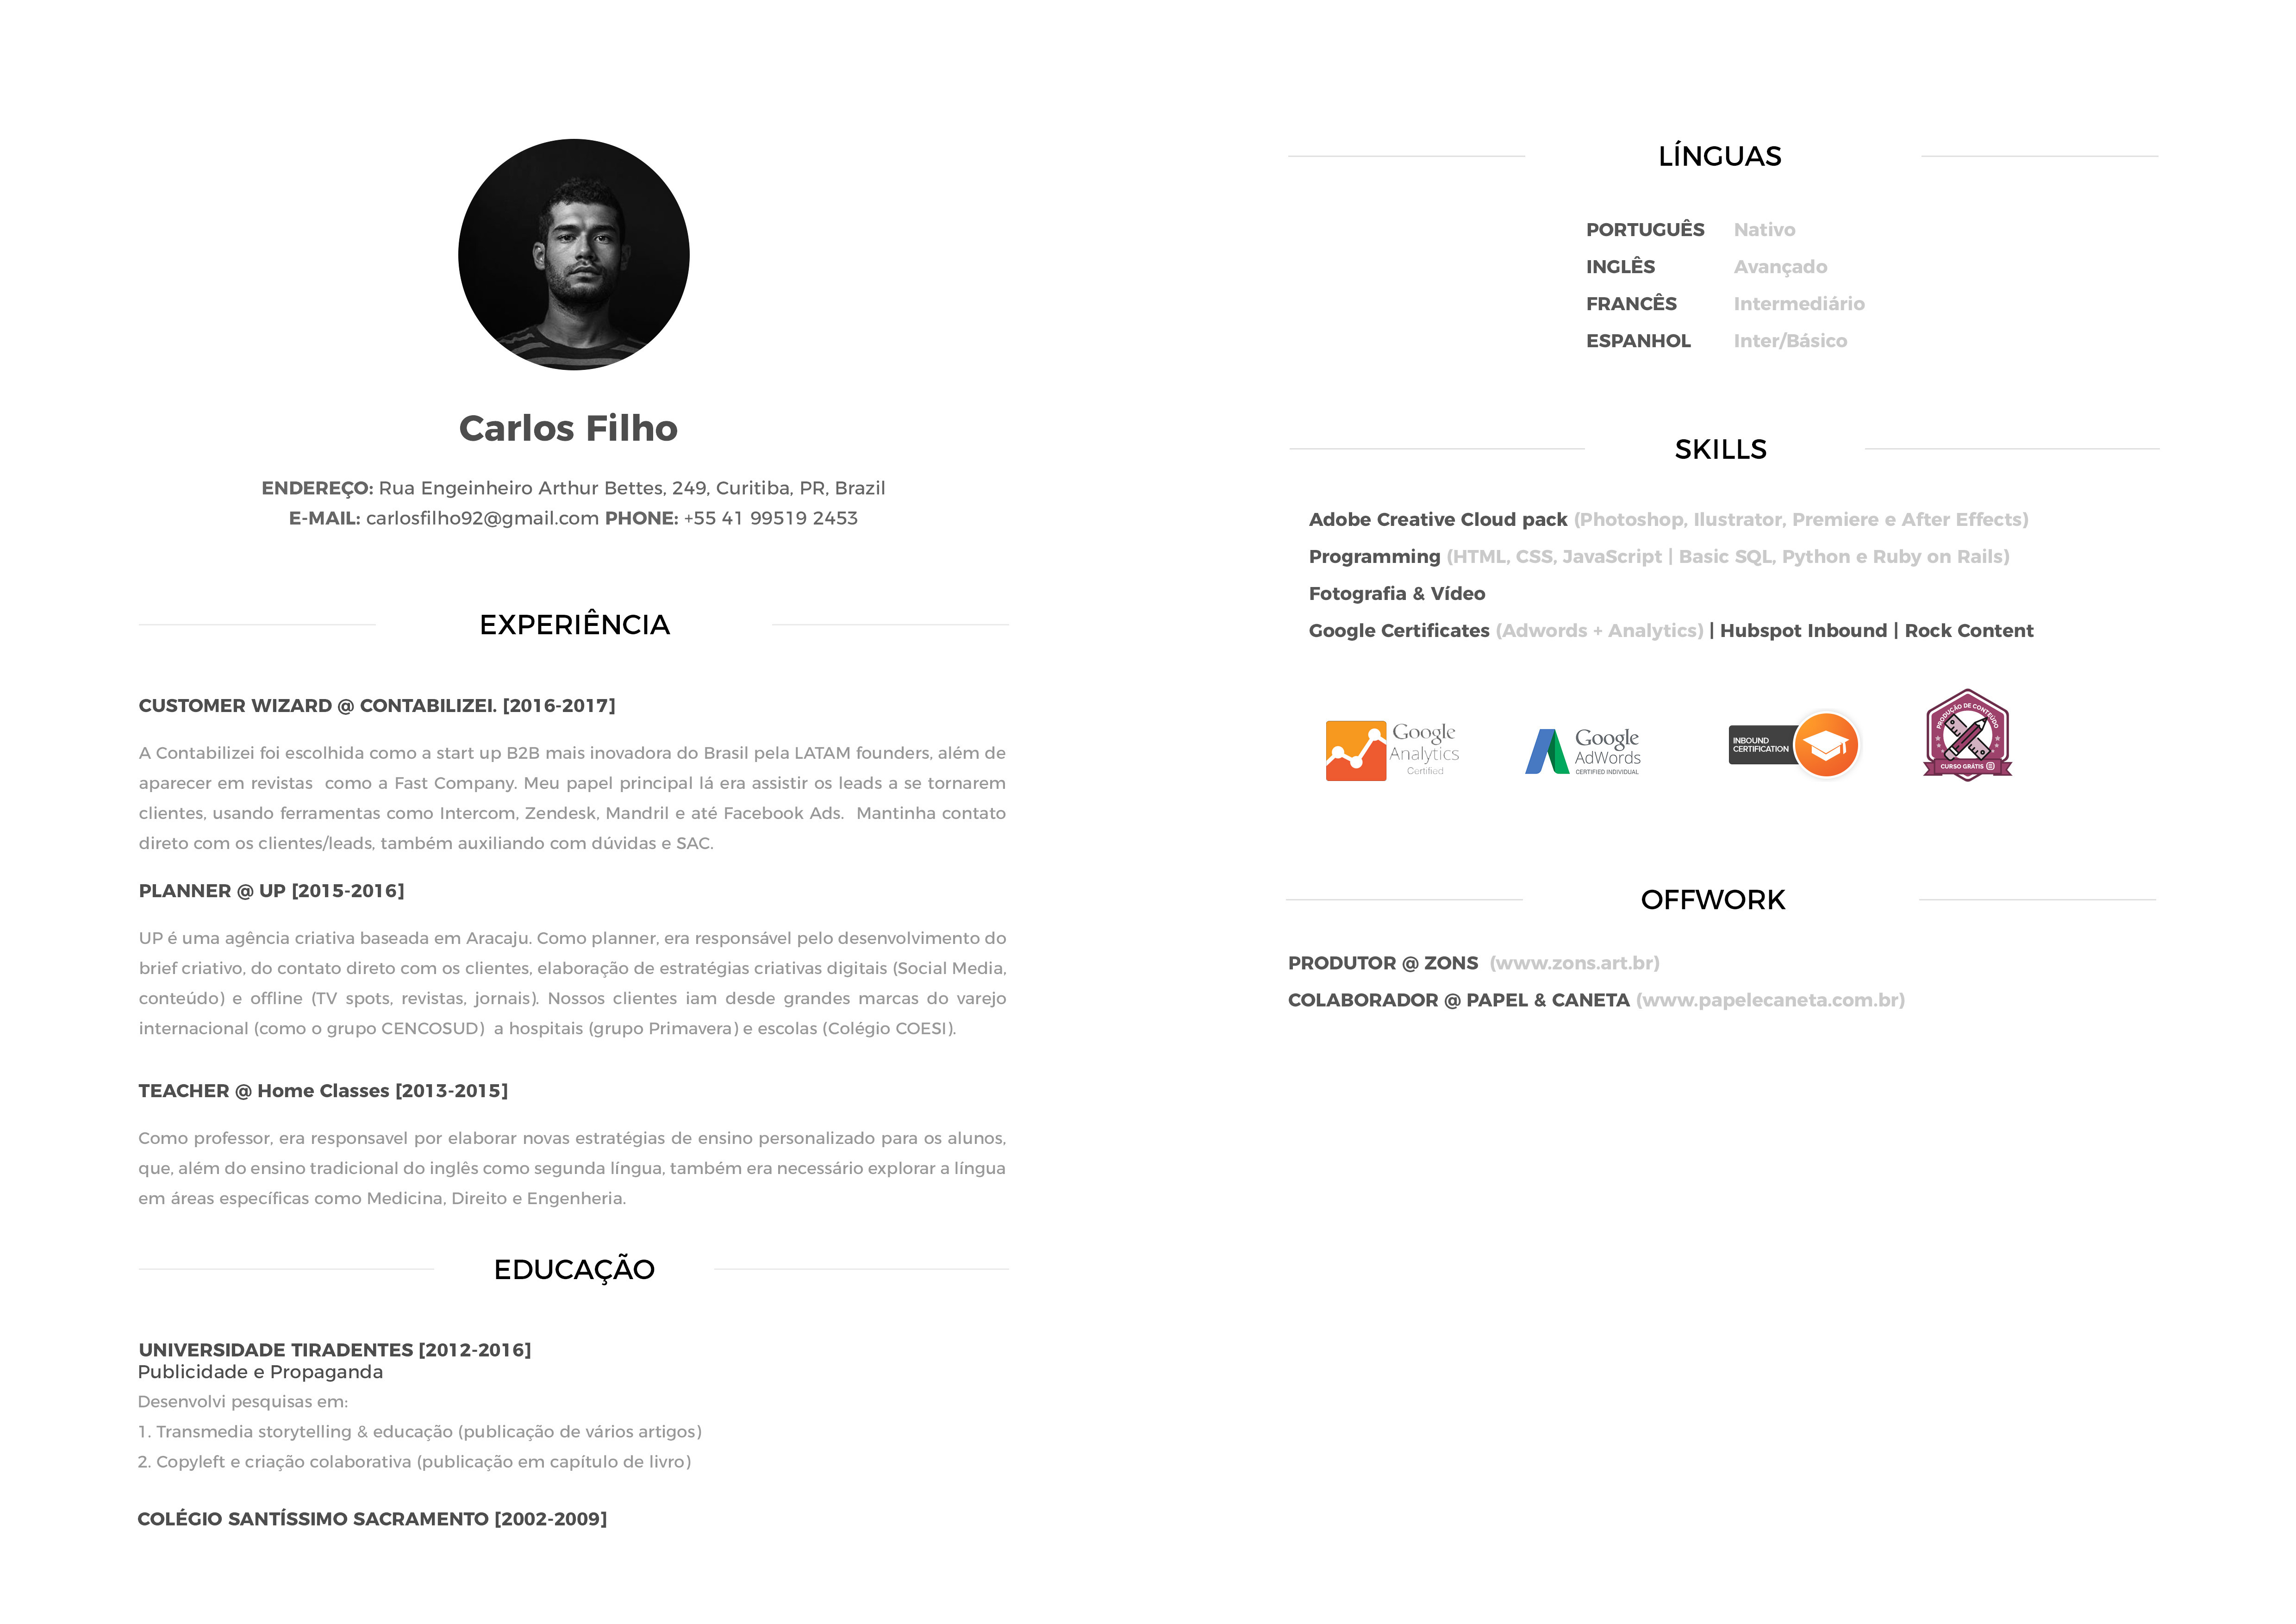 Carlos Filho
ENDEREÇO: Rua Engeinheiro Arthur Bettes, 249, Curitiba, PR, Brazil
E-MAIL: carlosfilho92@gmail.com PHONE: +55 41 99519 2453
EXPERIÊNCIA
CUSTOMER WIZARD @ CONTABILIZEI. [2016-2017]
A Contabilizei foi escolhida como a start up B2B mais inovadora do Brasil pela LATAM founders, além de
aparecer em revistas  como a Fast Company. Meu papel principal lá era assistir os leads a se tornarem
clientes, usando ferramentas como Intercom, Zendesk, Mandril e até Facebook Ads.  Mantinha contato
direto com os clientes/leads, também auxiliando com dúvidas e SAC.
PLANNER @ UP [2015-2016]
UP é uma agência criativa baseada em Aracaju. Como planner, era responsável pelo desenvolvimento do
brief criativo, do contato direto com os clientes, elaboração de estratégias criativas digitais (Social Media,
conteúdo) e offline (TV spots, revistas, jornais). Nossos clientes iam desde grandes marcas do varejo
internacional (como o grupo CENCOSUD)  a hospitais (grupo Primavera) e escolas (Colégio COESI).
TEACHER @ Home Classes [2013-2015]
Como professor, era responsavel por elaborar novas estratégias de ensino personalizado para os alunos,
que, além do ensino tradicional do inglês como segunda língua, também era necessário explorar a língua
em áreas específicas como Medicina, Direito e Engenheria.
EDUCAÇÃO
UNIVERSIDADE TIRADENTES [2012-2016]
Publicidade e Propaganda
Desenvolvi pesquisas em:
1. Transmedia storytelling & educação (publicação de vários artigos)
2. Copyleft e criação colaborativa (publicação em capítulo de livro)
COLÉGIO SANTÍSSIMO SACRAMENTO [2002-2009]
LÍNGUAS
PORTUGUÊS Nativo
INGLÊS Avançado
FRANCÊS Intermediário
ESPANHOL Inter/Básico
SKILLS
Adobe Creative Cloud pack (Photoshop, Ilustrator, Premiere e After Effects)
Programming (HTML, CSS, JavaScript | Basic SQL, Python e Ruby on Rails)
Fotografia & Vídeo
Google Certificates (Adwords + Analytics) | Hubspot Inbound | Rock Content
Google
Analytics
Certified
Google
AdWords
CERTIFIED INDIVIDUAL
INBOUND
CERTIFICATION
PRODUÇÃO DE CONTEÚDO
CURSO GRÁTIS
OFFWORK
PRODUTOR @ ZONS  (www.zons.art.br)
COLABORADOR @ PAPEL & CANETA (www.papelecaneta.com.br)